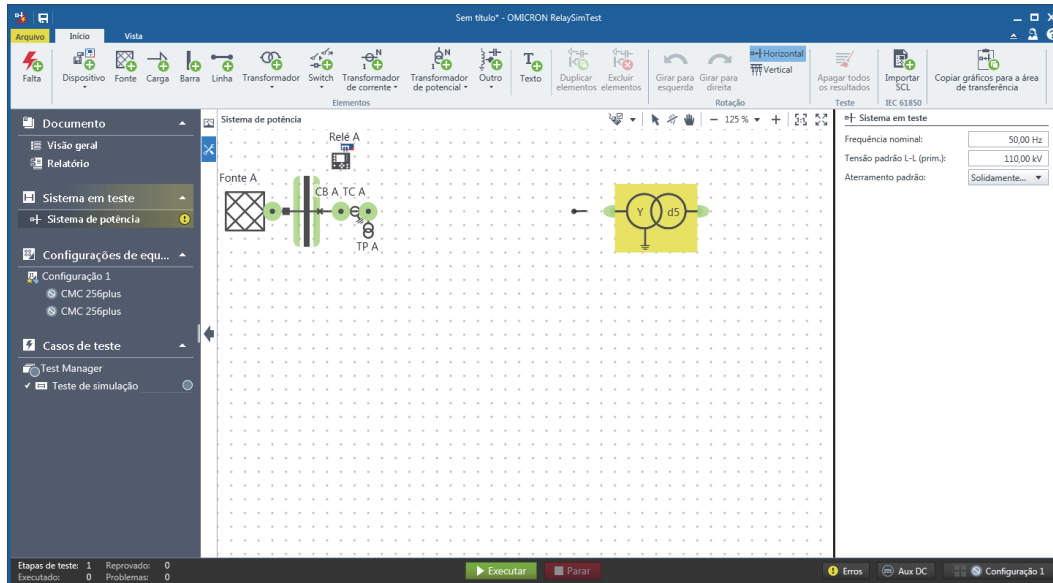 Sem título* - OMICRON RelaySimTest
Arquivo Início Vista
Falta Dispositivo Fonte Carga Barra Linha Transformador Switch Transformador de corrente Transformador de potencial Outro Texto Duplicar elementos Excluir elementos Girar para esquerda Girar para direita Horizontal Vertical Apagar todos os resultados Importar SCL Copiar gráficos para a área de transferência
Elementos Rotação Teste IEC 61850
Documento
Visão geral
Relatório
Sistema em teste
Sistema de potência
Configurações de equ...
Configuração 1
CMC 256plus
CMC 256plus
Casos de teste
Test Manager
Teste de simulação
Sistema de potência
125 %
Relé A
Fonte A
CB A TC A
TP A
Y d5
Sistema em teste
Frequência nominal: 50,00 Hz
Tensão padrão L-L (prim.): 110,00 kV
Aterramento padrão: Solidamente...
Etapas de teste: 1 Reprovado: 0
Executado: 0 Problemas: 0
Executar Parar
Erros Aux DC Configuração 1